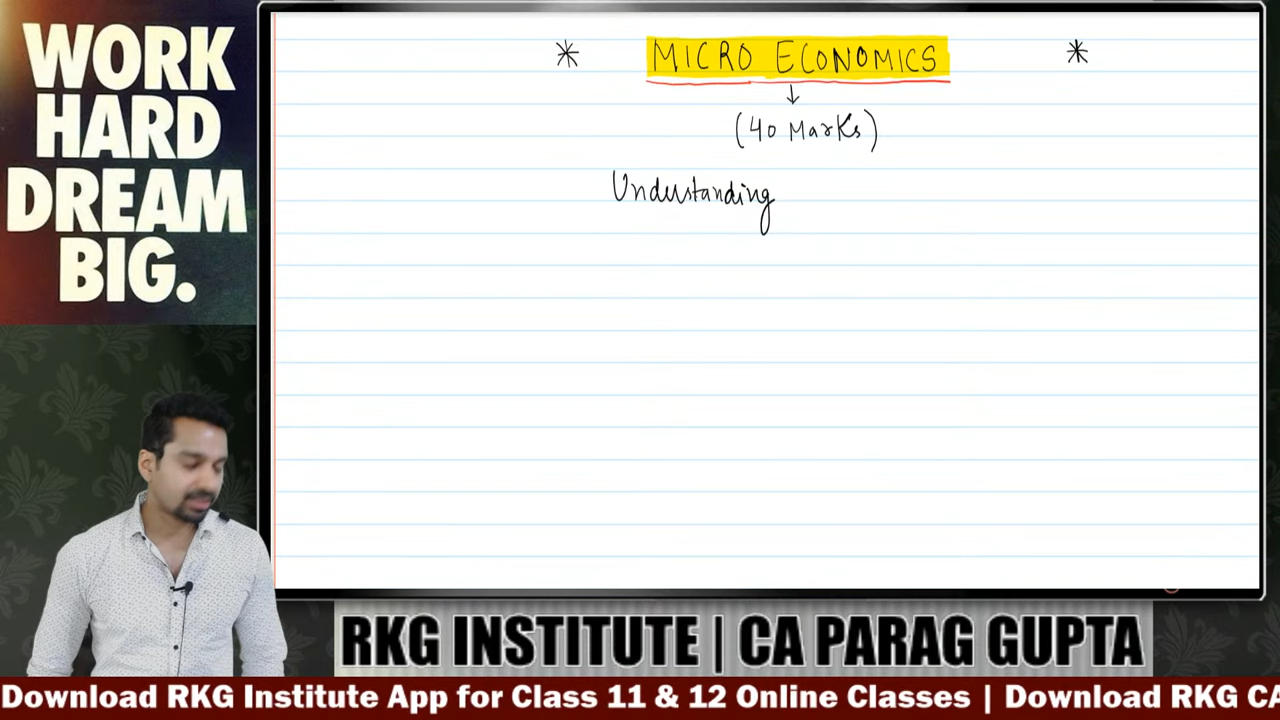 WORK
HARD
DREAM
BIG.
* MICRO ECONOMICS *
↓
(40 Marks)
Understanding
RKG INSTITUTE | CA PARAG GUPTA
Download RKG Institute App for Class 11 & 12 Online Classes | Download RKG CA